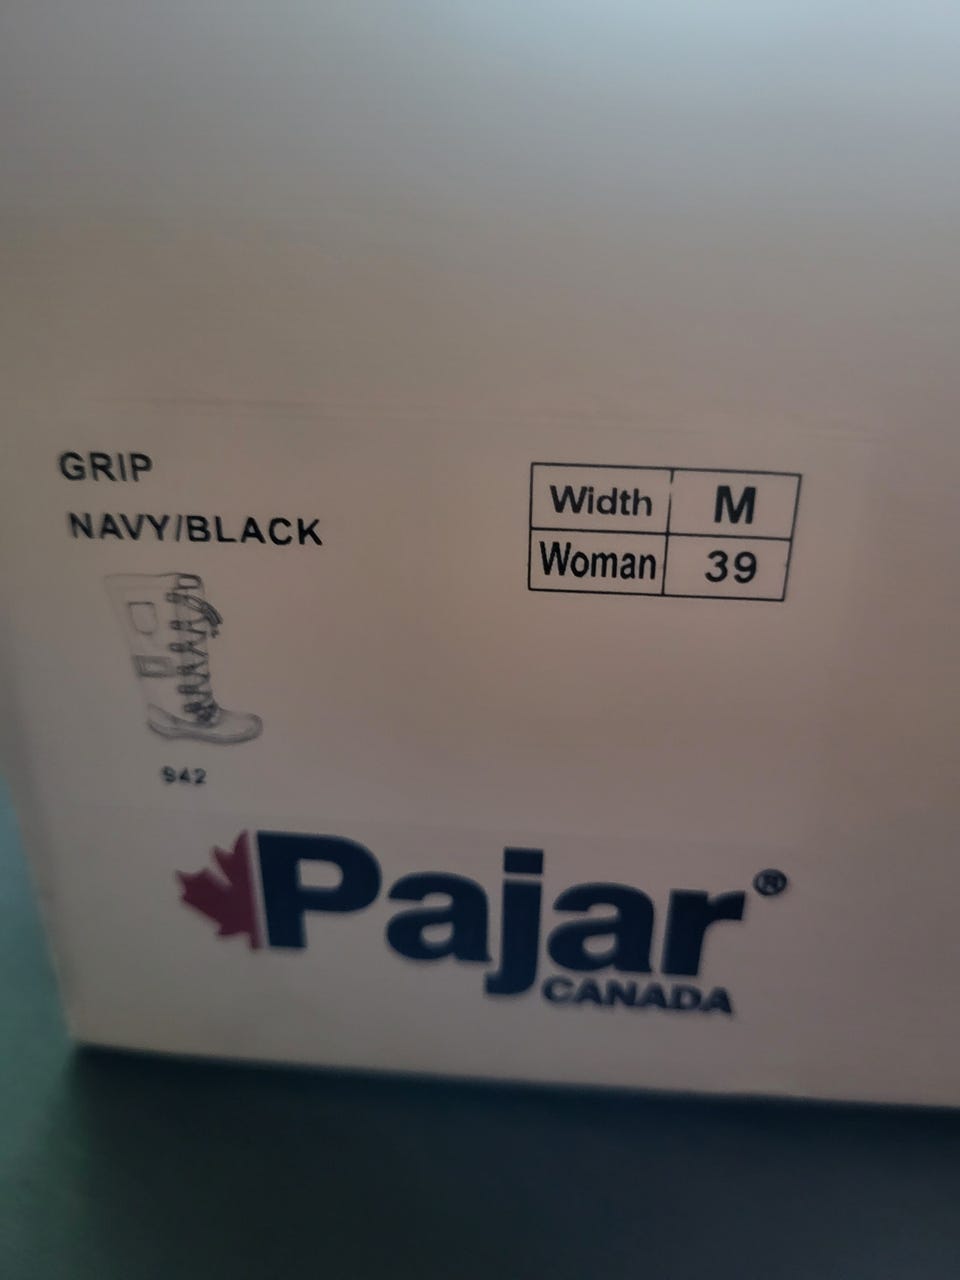 GRIP
NAVY/BLACK
Width M
Woman 39
942
Pajar®
CANADA